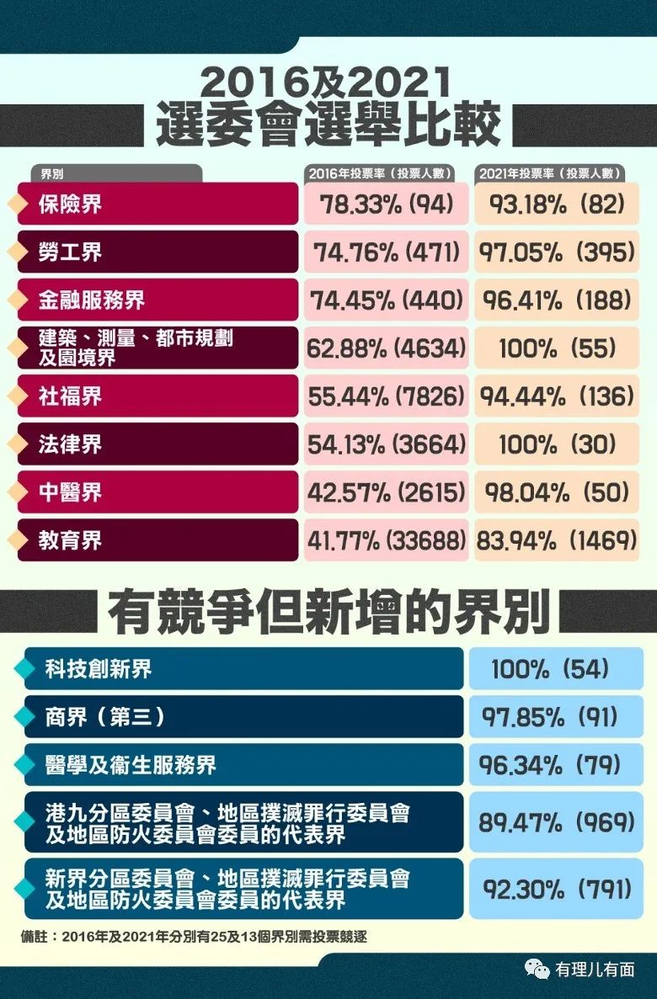 2016及2021
選委會選舉比較
界別 2016年投票率（投票人數） 2021年投票率（投票人數）
保險界 78.33% (94) 93.18% (82)
勞工界 74.76% (471) 97.05% (395)
金融服務界 74.45% (440) 96.41% (188)
建築、測量、都市規劃
及園境界 62.88% (4634) 100% (55)
社福界 55.44% (7826) 94.44% (136)
法律界 54.13% (3664) 100% (30)
中醫界 42.57% (2615) 98.04% (50)
教育界 41.77% (33688) 83.94% (1469)
有競爭但新增的界別
科技創新界 100% (54)
商界（第三） 97.85% (91)
醫學及衞生服務界 96.34% (79)
港九分區委員會、地區撲滅罪行委員會
及地區防火委員會委員的代表界 89.47% (969)
新界分區委員會、地區撲滅罪行委員會
及地區防火委員會委員的代表界 92.30% (791)
備註：2016年及2021年分別有25及13個界別需投票競逐
有理儿有面